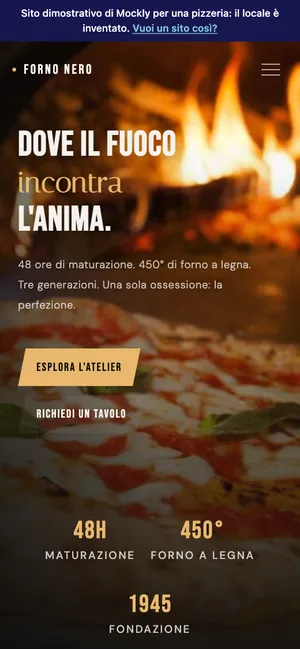 Sito dimostrativo di Mockly per una pizzeria: il locale è
inventato. Vuoi un sito così?
FORNO NERO
DOVE IL FUOCO
incontra
L'ANIMA.
48 ore di maturazione. 450° di forno a legna.
Tre generazioni. Una sola ossessione: la
perfezione.
ESPLORA L'ATELIER
RICHIEDI UN TAVOLO
48H
MATURAZIONE
450°
FORNO A LEGNA
1945
FONDAZIONE